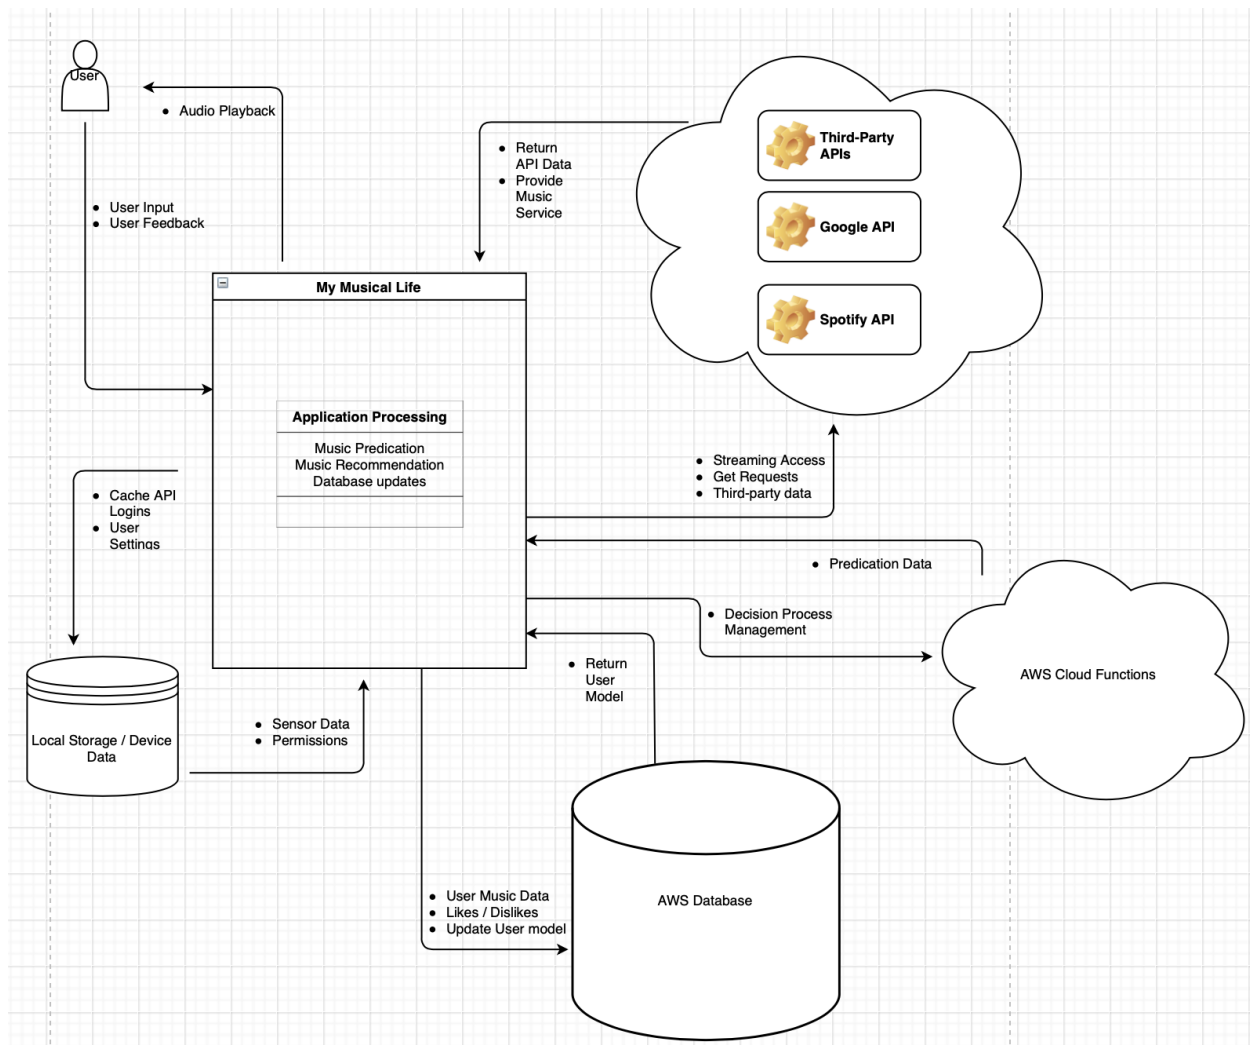 User
• Audio Playback
• User Input
• User Feedback
• Return
API Data
• Provide
Music
Service
Third-Party
APIs
Google API
Spotify API
My Musical Life
Application Processing
Music Predication
Music Recommendation
Database updates
• Cache API
Logins
• User
Settings
• Streaming Access
• Get Requests
• Third-party data
• Predication Data
• Decision Process
Management
• Return
User
Model
AWS Cloud Functions
Local Storage / Device
Data
• Sensor Data
• Permissions
• User Music Data
• Likes / Dislikes
• Update User model
AWS Database